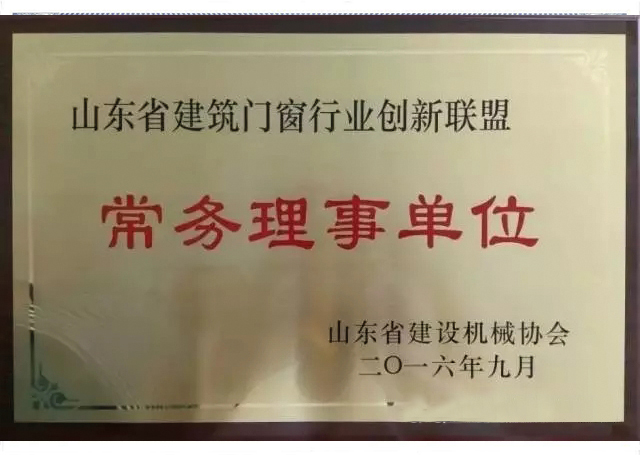 山东省建筑门窗行业创新联盟
常务理事单位
山东省建设机械协会
二〇一六年九月